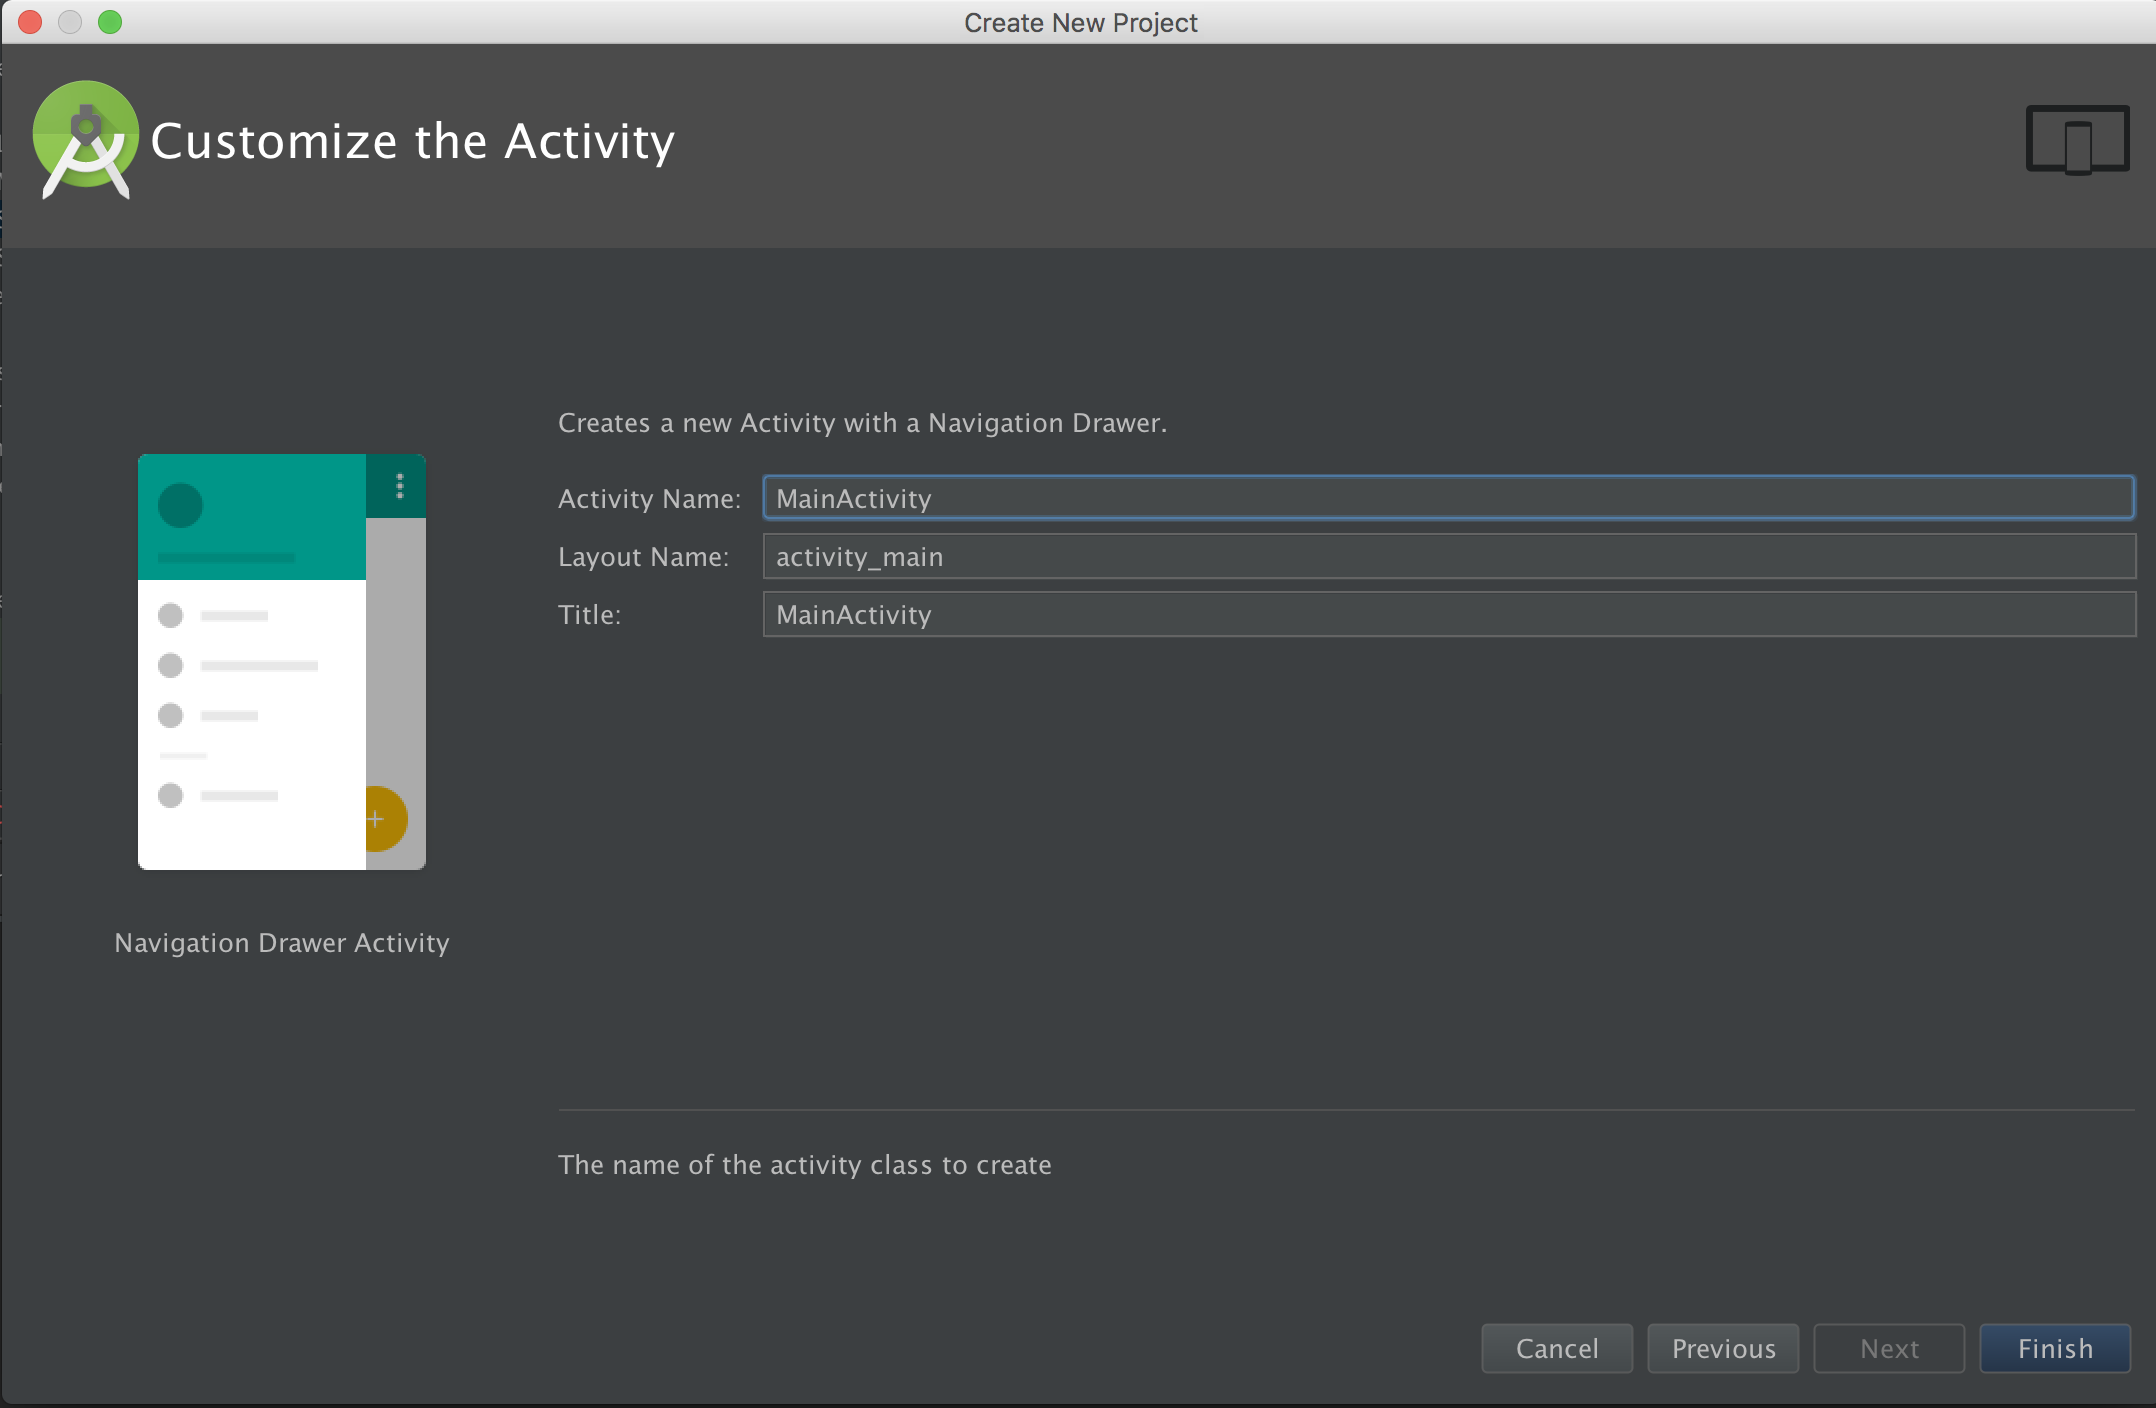 Create New Project
Customize the Activity
Creates a new Activity with a Navigation Drawer.
Activity Name: MainActivity
Layout Name: activity_main
Title: MainActivity
Navigation Drawer Activity
The name of the activity class to create
Cancel Previous Next Finish